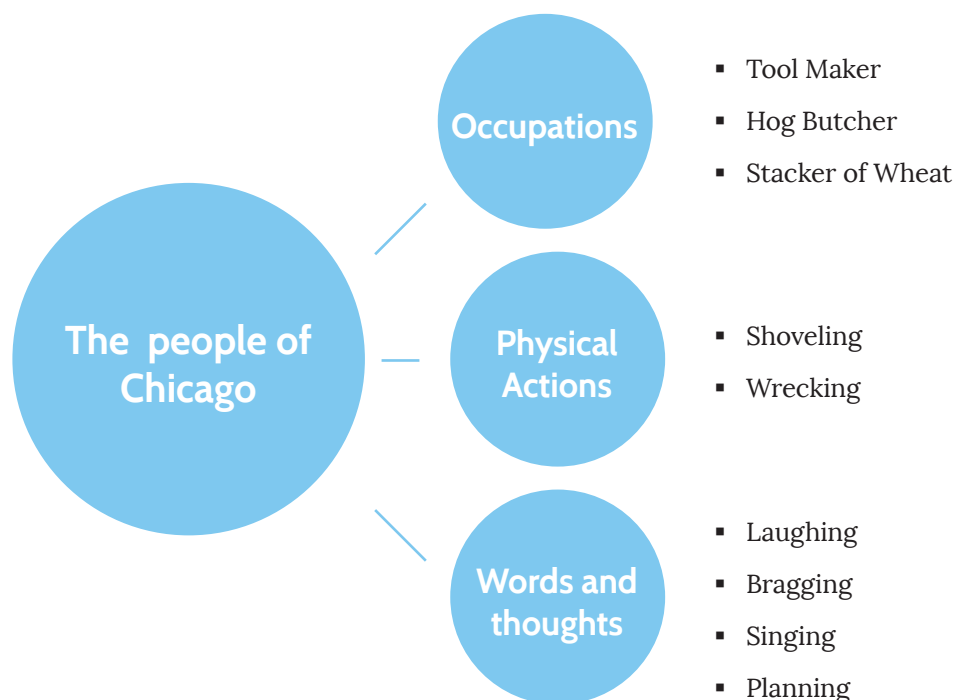 The people of
Chicago
Occupations
▪ Tool Maker
▪ Hog Butcher
▪ Stacker of Wheat
Physical
Actions
▪ Shoveling
▪ Wrecking
Words and
thoughts
▪ Laughing
▪ Bragging
▪ Singing
▪ Planning